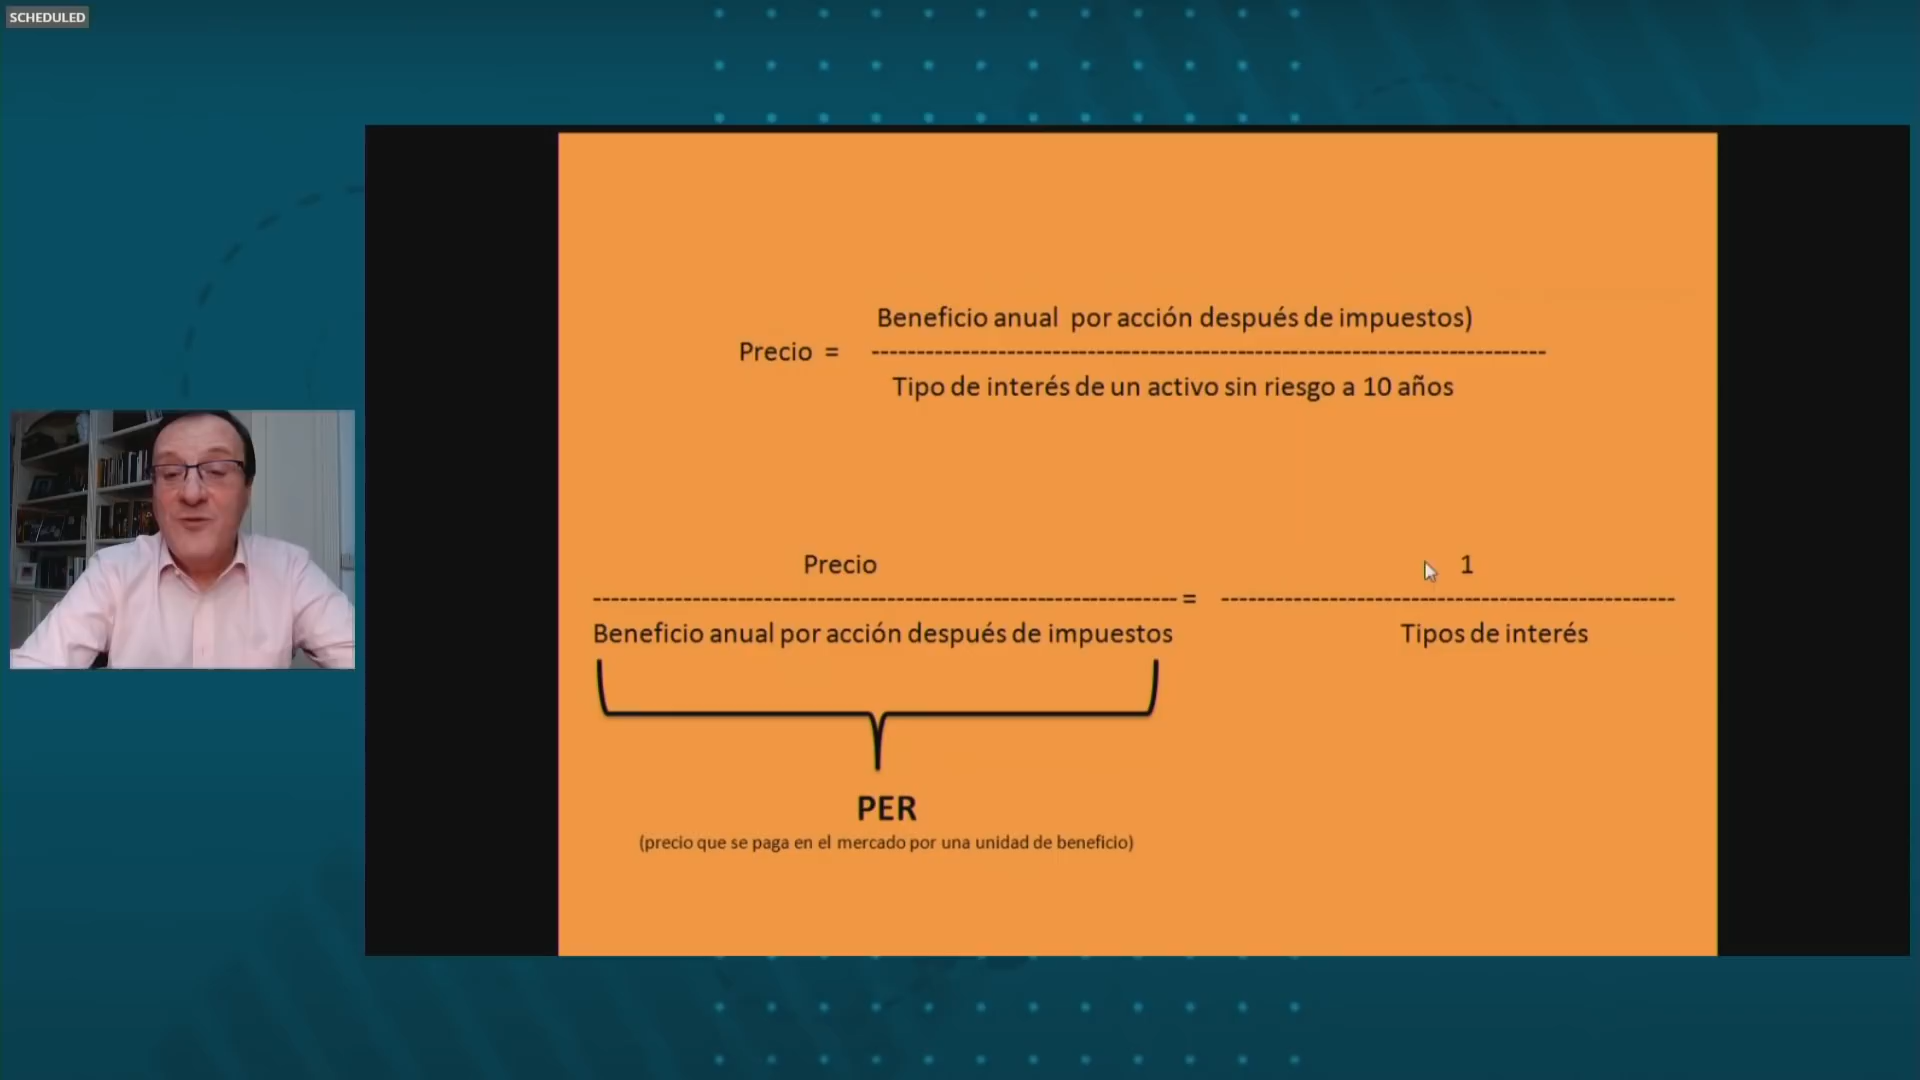 SCHEDULED
Beneficio anual por acción después de impuestos)
Precio = ---------------------------------------------------------------------------
Tipo de interés de un activo sin riesgo a 10 años
Precio 1
----------------------------------------------------------------- = ---------------------------------------------------
Beneficio anual por acción después de impuestos Tipos de interés
PER
(precio que se paga en el mercado por una unidad de beneficio)